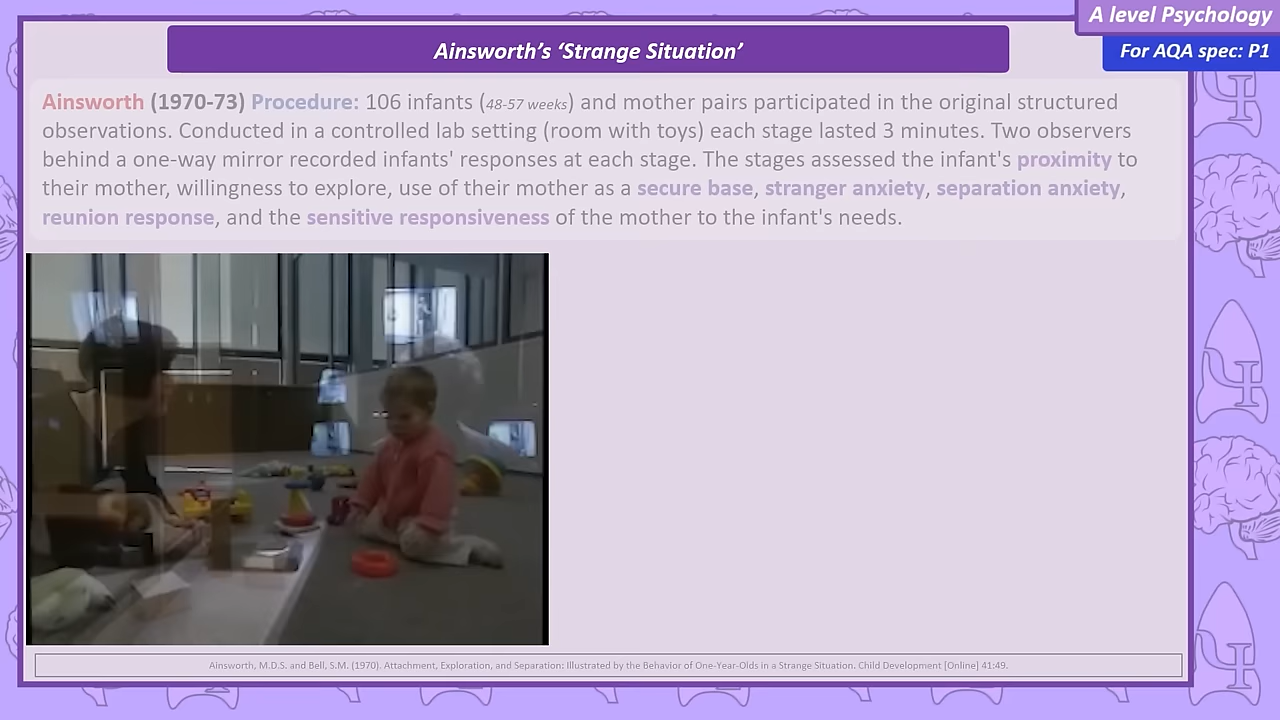 A level Psychology
Ainsworth's 'Strange Situation'
For AQA spec: P1
Ainsworth (1970-73) Procedure: 106 infants (48-57 weeks) and mother pairs participated in the original structured
observations. Conducted in a controlled lab setting (room with toys) each stage lasted 3 minutes. Two observers
behind a one-way mirror recorded infants' responses at each stage. The stages assessed the infant's proximity to
their mother, willingness to explore, use of their mother as a secure base, stranger anxiety, separation anxiety,
reunion response, and the sensitive responsiveness of the mother to the infant's needs.
Ainsworth, M.D.S. and Bell, S.M. (1970). Attachment, Exploration, and Separation: Illustrated by the Behavior of One-Year-Olds in a Strange Situation. Child Development [Online] 41:49.